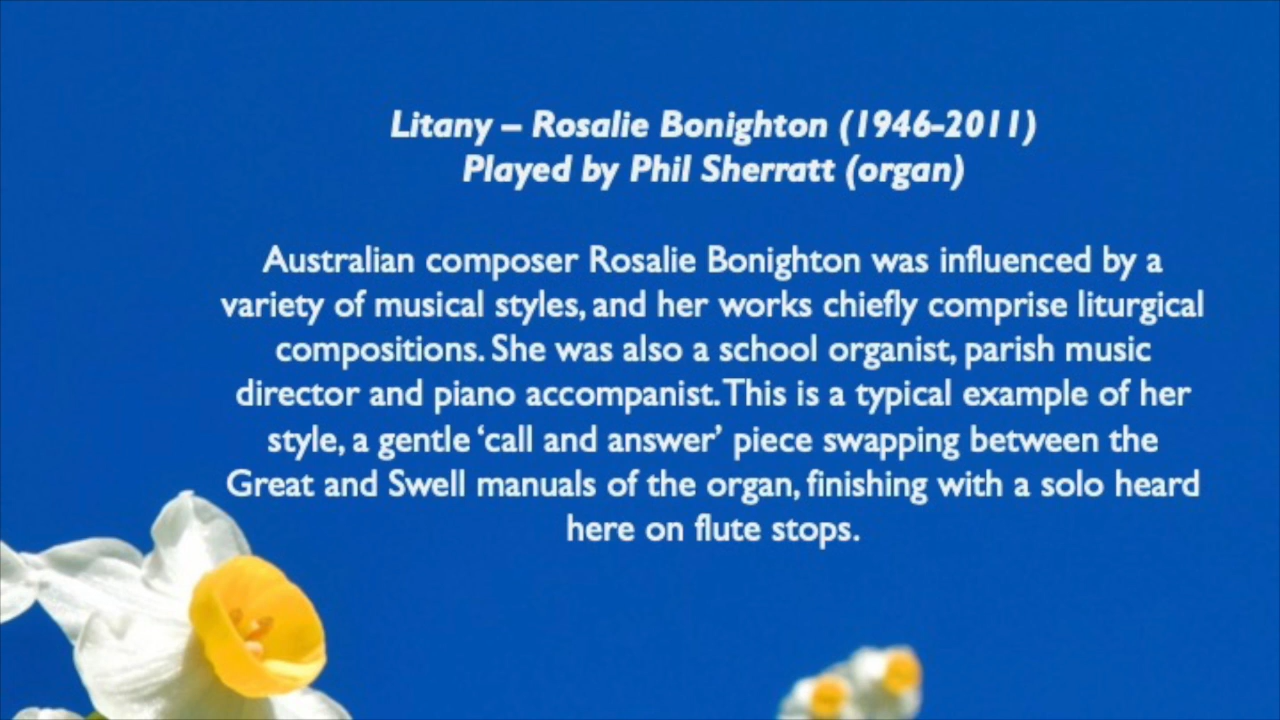 Litany – Rosalie Bonighton (1946-2011)
Played by Phil Sherratt (organ)
Australian composer Rosalie Bonighton was influenced by a
variety of musical styles, and her works chiefly comprise liturgical
compositions. She was also a school organist, parish music
director and piano accompanist. This is a typical example of her
style, a gentle ‘call and answer’ piece swapping between the
Great and Swell manuals of the organ, finishing with a solo heard
here on flute stops.